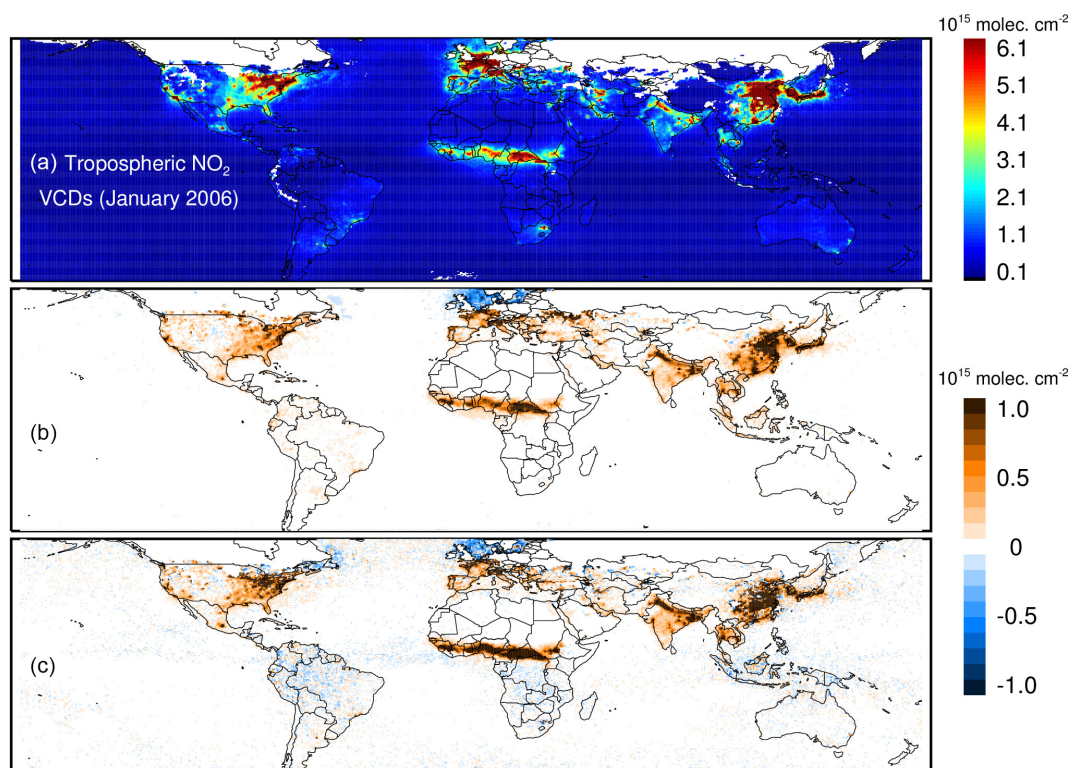 10¹⁵ molec. cm⁻²
6.1
5.1
4.1
3.1
2.1
1.1
0.1
(a) Tropospheric NO₂
VCDs (January 2006)
10¹⁵ molec. cm⁻²
1.0
0.5
0
-0.5
-1.0
(b)
(c)